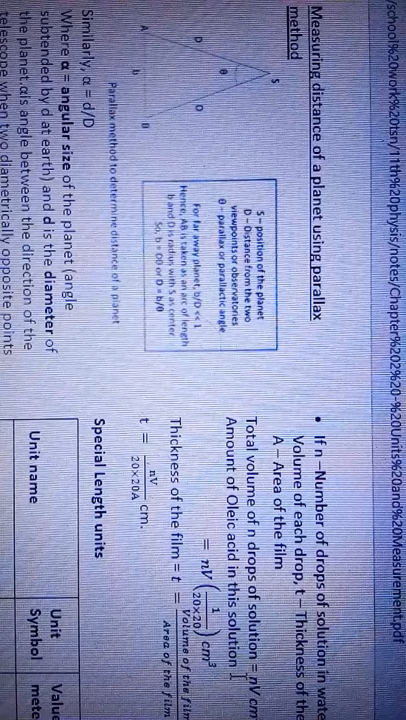 /school%20work%20tsny/11th%20physity/notes/Chapter%202%20-%20Units%20and%20Measurement.pdf
Measuring distance of a planet using parallax
method
S
D
θ
D
A
b
B
S – position of the planet
D – Distance from the two
viewpoints or observatories
θ – parallax or parallactic angle
For far away planet, b/D << 1
Hence, AB is taken as an arc of length
b and D is radius with S as center
So, b = Dθ or D = b/θ
Parallax method to determine distance of a planet
Similarly, α = d/D
Where α = angular size of the planet (angle
subtended by d at earth) and d is the diameter of
the planet. α is angle between the direction of the
telescope when two diametrically opposite points
• If n – Number of drops of solution in wat
Volume of each drop, t – Thickness of the
A – Area of the film
Total volume of n drops of solution = nV cm
Amount of Oleic acid in this solution
= nV (1/20×20) cm³
Thickness of the film = t = Volume of the film / Area of the film
t = nV/20×20A cm.
Special Length units
Unit name
Unit
Symbol
Value
mete